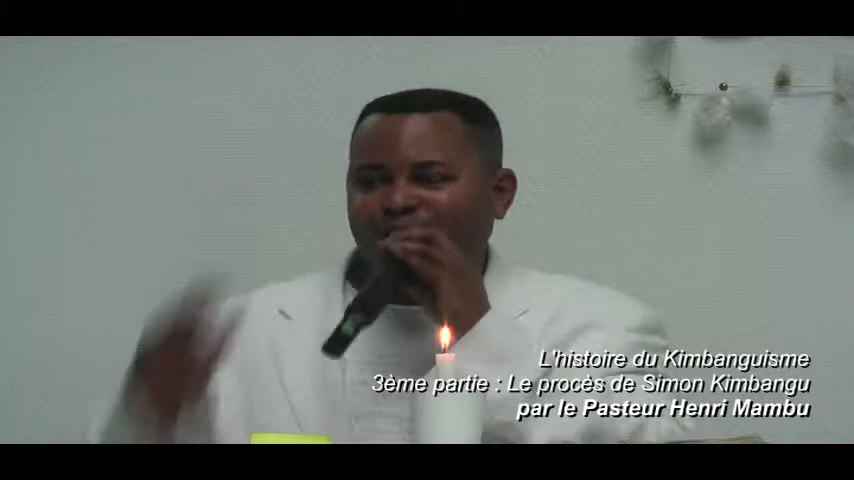 L'histoire du Kimbanguisme
3ème partie : Le procès de Simon Kimbangu
par le Pasteur Henri Mambu